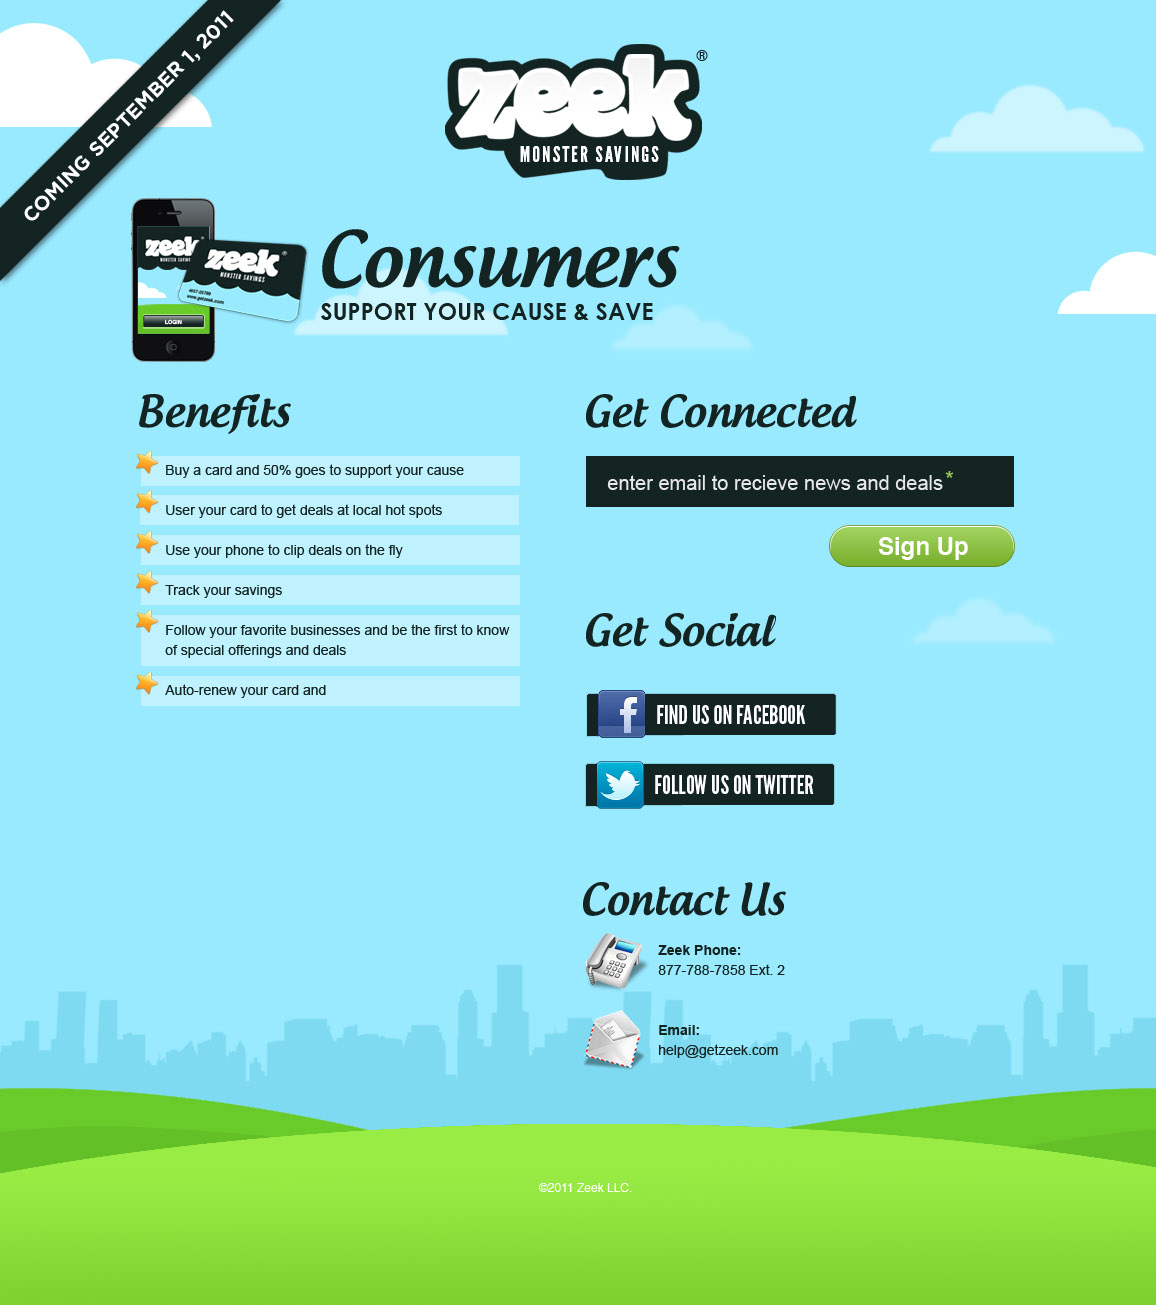 COMING SEPTEMBER 1, 2011
zeek®
MONSTER SAVINGS
zeek
MONSTER SAVIN
LOGIN
zeek®
MONSTER SAVINGS
www.getzeek.com
Consumers
SUPPORT YOUR CAUSE & SAVE
Benefits
Buy a card and 50% goes to support your cause
User your card to get deals at local hot spots
Use your phone to clip deals on the fly
Track your savings
Follow your favorite businesses and be the first to know
of special offerings and deals
Auto-renew your card and
Get Connected
enter email to recieve news and deals*
Sign Up
Get Social
f
FIND US ON FACEBOOK
FOLLOW US ON TWITTER
Contact Us
Zeek Phone:
877-788-7858 Ext. 2
Email:
help@getzeek.com
©2011 Zeek LLC.